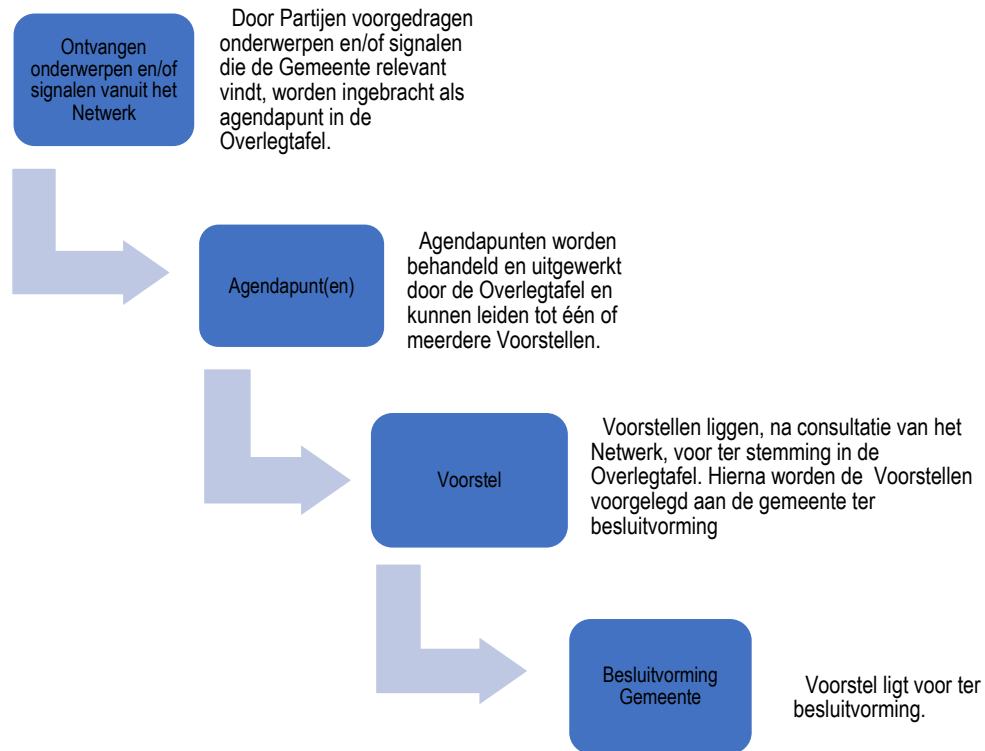 Ontvangen
onderwerpen en/of
signalen vanuit het
Netwerk
Door Partijen voorgedragen
onderwerpen en/of signalen
die de Gemeente relevant
vindt, worden ingebracht als
agendapunt in de
Overlegtafel.
Agendapunt(en)
Agendapunten worden
behandeld en uitgewerkt
door de Overlegtafel en
kunnen leiden tot één of
meerdere Voorstellen.
Voorstel
Voorstellen liggen, na consultatie van het
Netwerk, voor ter stemming in de
Overlegtafel. Hierna worden de Voorstellen
voorgelegd aan de gemeente ter
besluitvorming
Besluitvorming
Gemeente
Voorstel ligt voor ter
besluitvorming.